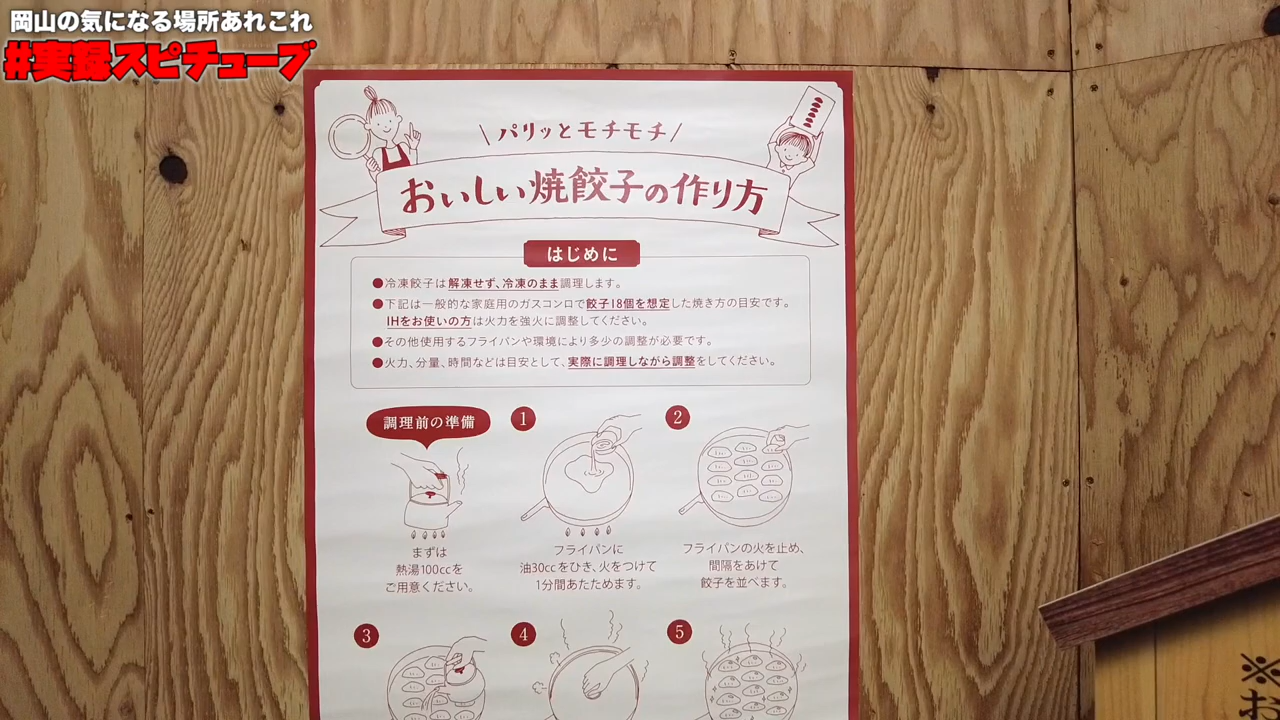 岡山の気になる場所あれこれ
#実録スピチューブ
\ パリッとモチモチ /
おいしい焼餃子の作り方
はじめに
●冷凍餃子は解凍せず、冷凍のまま調理します。
●下記は一般的な家庭用のガスコンロで餃子18個を想定した焼き方の目安です。
IHをお使いの方は火力を強火に調整してください。
●その他使用するフライパンや環境により多少の調整が必要です。
●火力、分量、時間などは目安として、実際に調理しながら調整をしてください。
調理前の準備
まずは
熱湯100ccを
ご用意ください。
1
フライパンに
油30ccをひき、火をつけて
1分間あたためます。
2
フライパンの火を止め、
間隔をあけて
餃子を並べます。
3
4
5
※
お